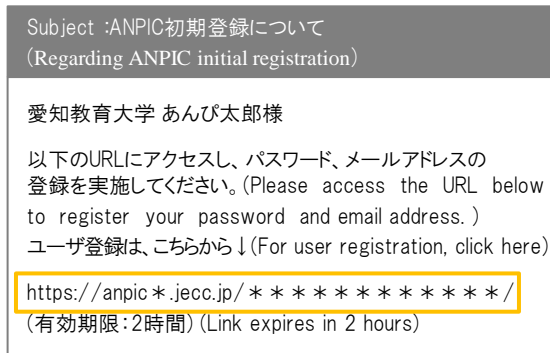 Subject :ANPIC初期登録について
(Regarding ANPIC initial registration)
愛知教育大学 あんぴ太郎様
以下のURLにアクセスし、パスワード、メールアドレスの
登録を実施してください。(Please access the URL below
to register your password and email address. )
ユーザ登録は、こちらから↓(For user registration, click here)
https://anpic*.jecc.jp/************/
(有効期限:2時間)(Link expires in 2 hours)